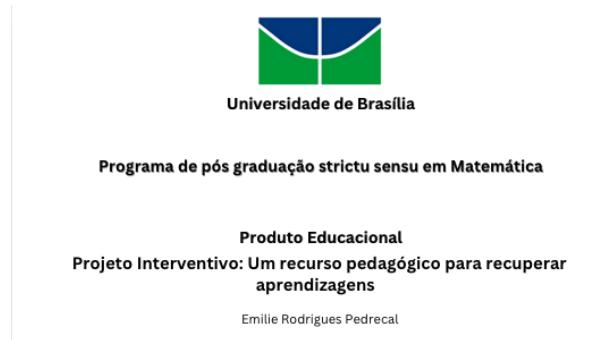 Universidade de Brasília
Programa de pós graduação strictu sensu em Matemática
Produto Educacional
Projeto Interventivo: Um recurso pedagógico para recuperar
aprendizagens
Emilie Rodrigues Pedrecal